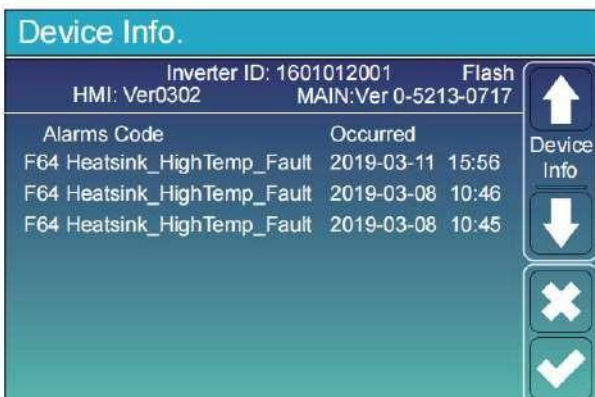 Device Info.
Inverter ID: 1601012001 Flash
HMI: Ver0302 MAIN:Ver 0-5213-0717
Alarms Code Occurred
F64 Heatsink_HighTemp_Fault 2019-03-11 15:56
F64 Heatsink_HighTemp_Fault 2019-03-08 10:46
F64 Heatsink_HighTemp_Fault 2019-03-08 10:45
Device
Info